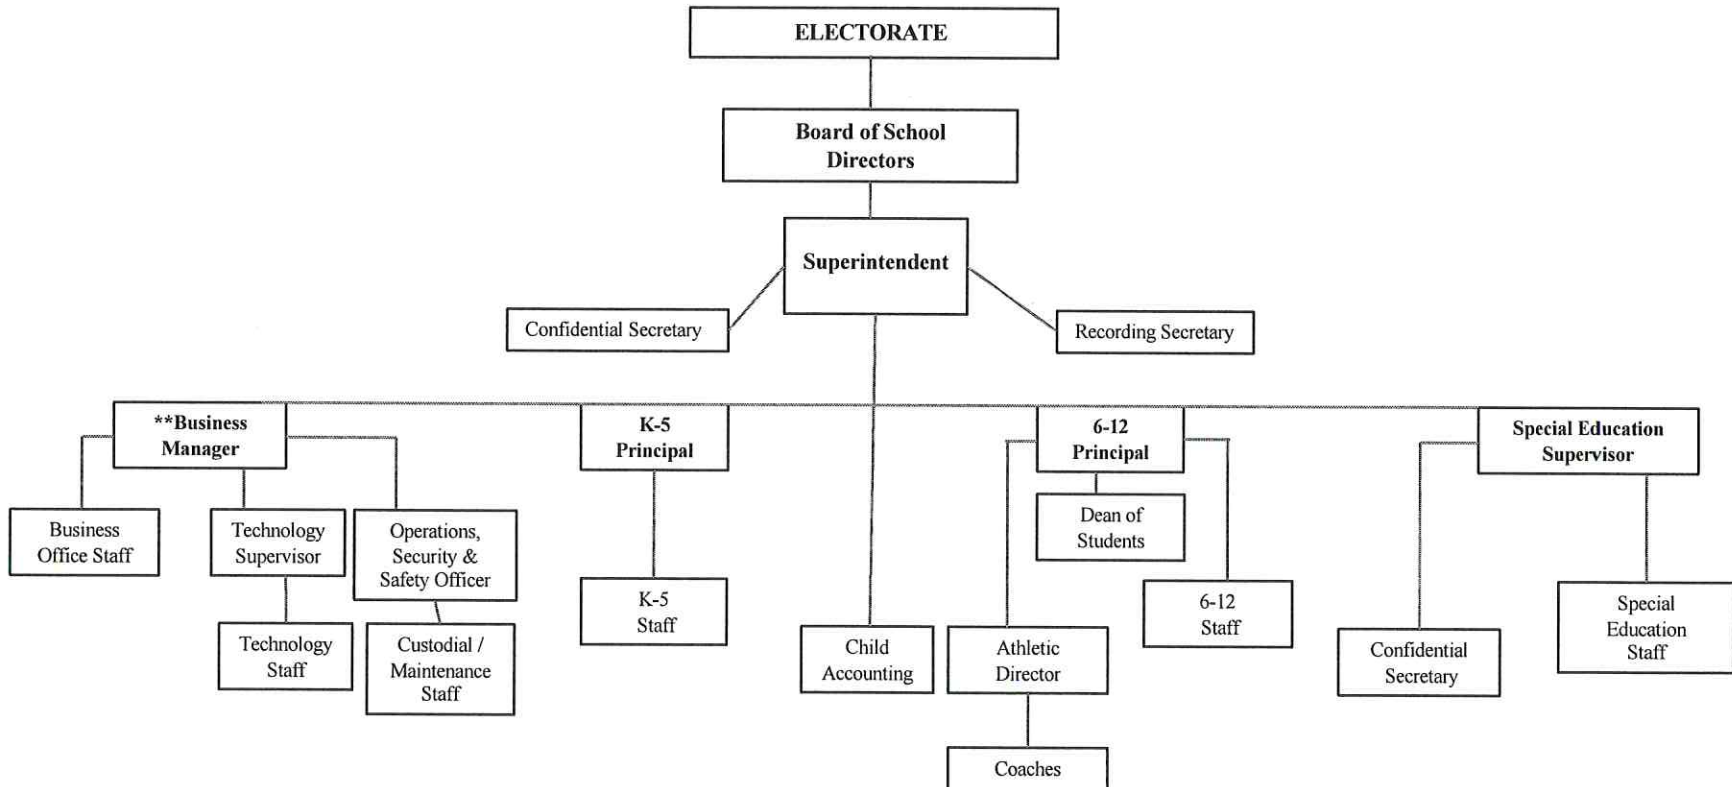 ELECTORATE
Board of School
Directors
Superintendent
Confidential Secretary
Recording Secretary
**Business
Manager
K-5
Principal
6-12
Principal
Special Education
Supervisor
Business
Office Staff
Technology
Supervisor
Operations,
Security &
Safety Officer
Dean of
Students
Technology
Staff
Custodial /
Maintenance
Staff
K-5
Staff
Child
Accounting
Athletic
Director
6-12
Staff
Confidential
Secretary
Special
Education
Staff
Coaches